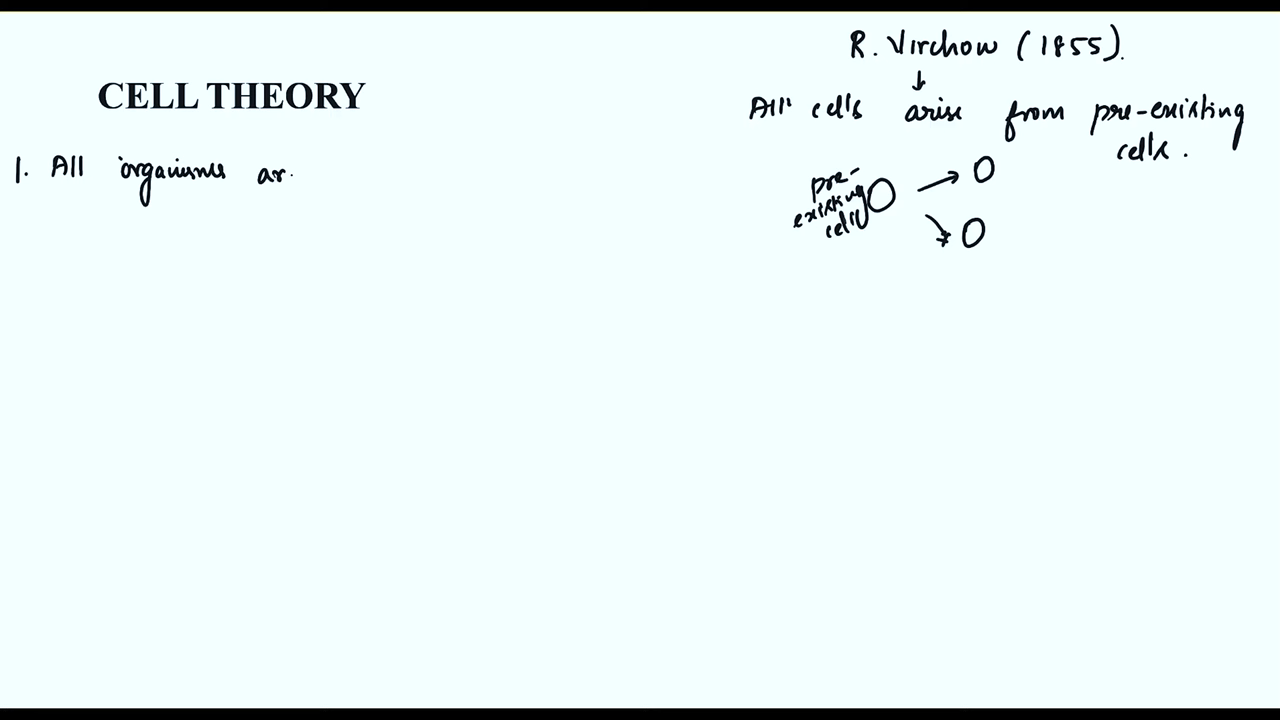 CELL THEORY
1. All organisms ar
R. Virchow (1855).
All cells arise from pre-existing
cells.
pre-
existing
cell